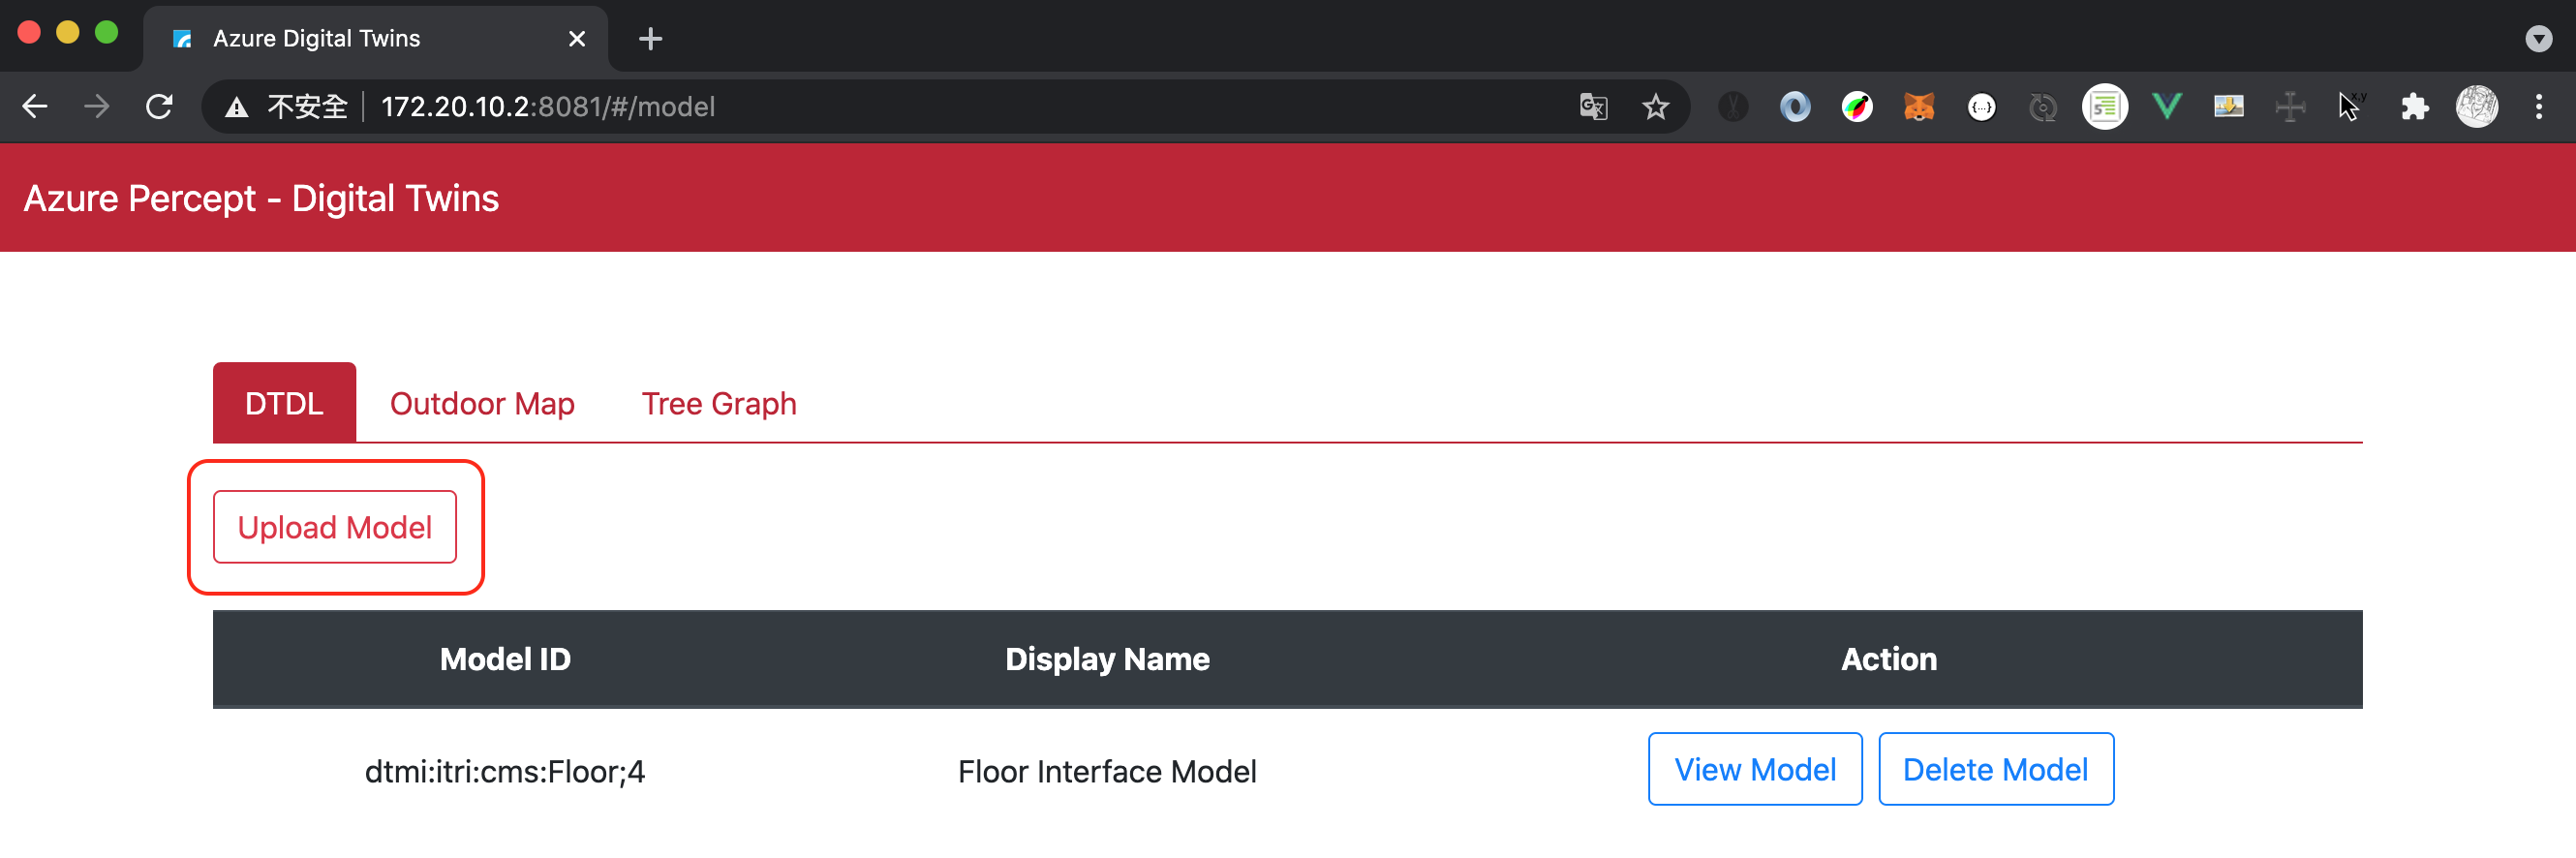 Azure Digital Twins
不安全 172.20.10.2:8081/#/model
Azure Percept - Digital Twins
DTDL Outdoor Map Tree Graph
Upload Model
Model ID Display Name Action
dtmi:itri:cms:Floor;4 Floor Interface Model View Model Delete Model